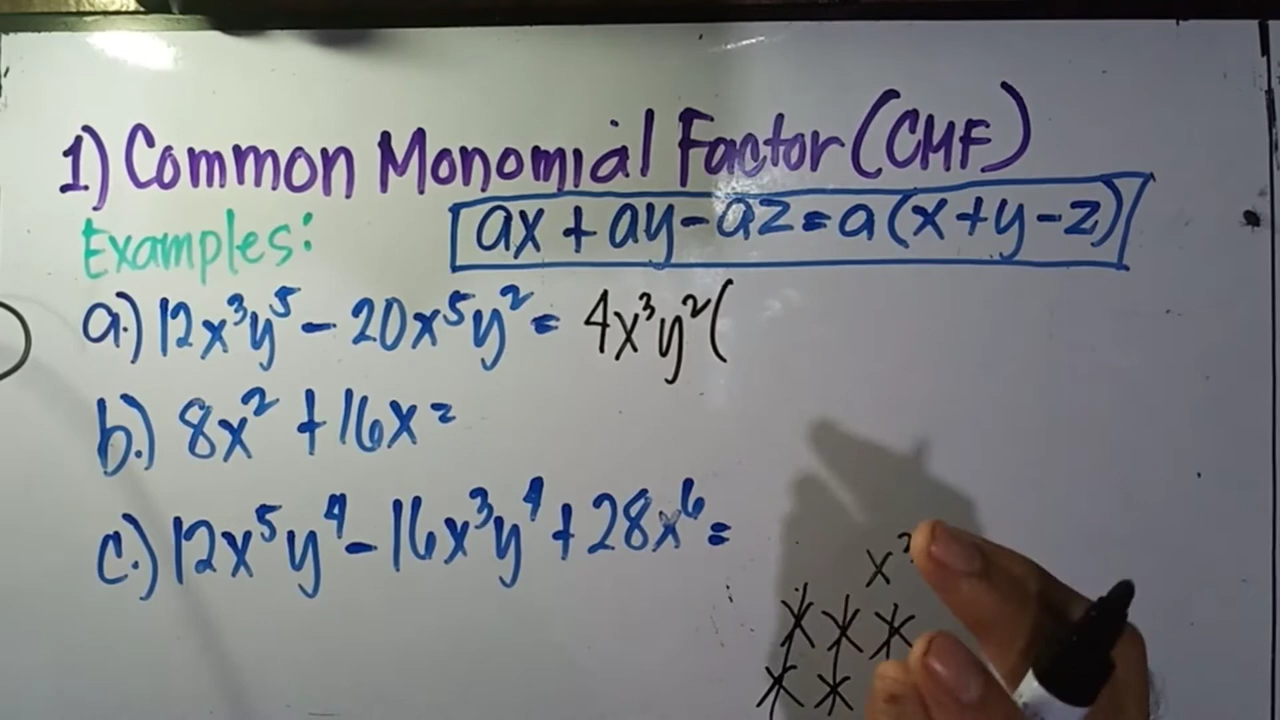 1) Common Monomial Factor (CMF)
Examples:
ax + ay - az = a(x + y - z)
a.) 12x³y⁵ - 20x⁵y² = 4x³y²(
b.) 8x² + 16x =
c.) 12x⁵y⁴ - 16x³y⁴ + 28x⁶ =
x
x x x
x x